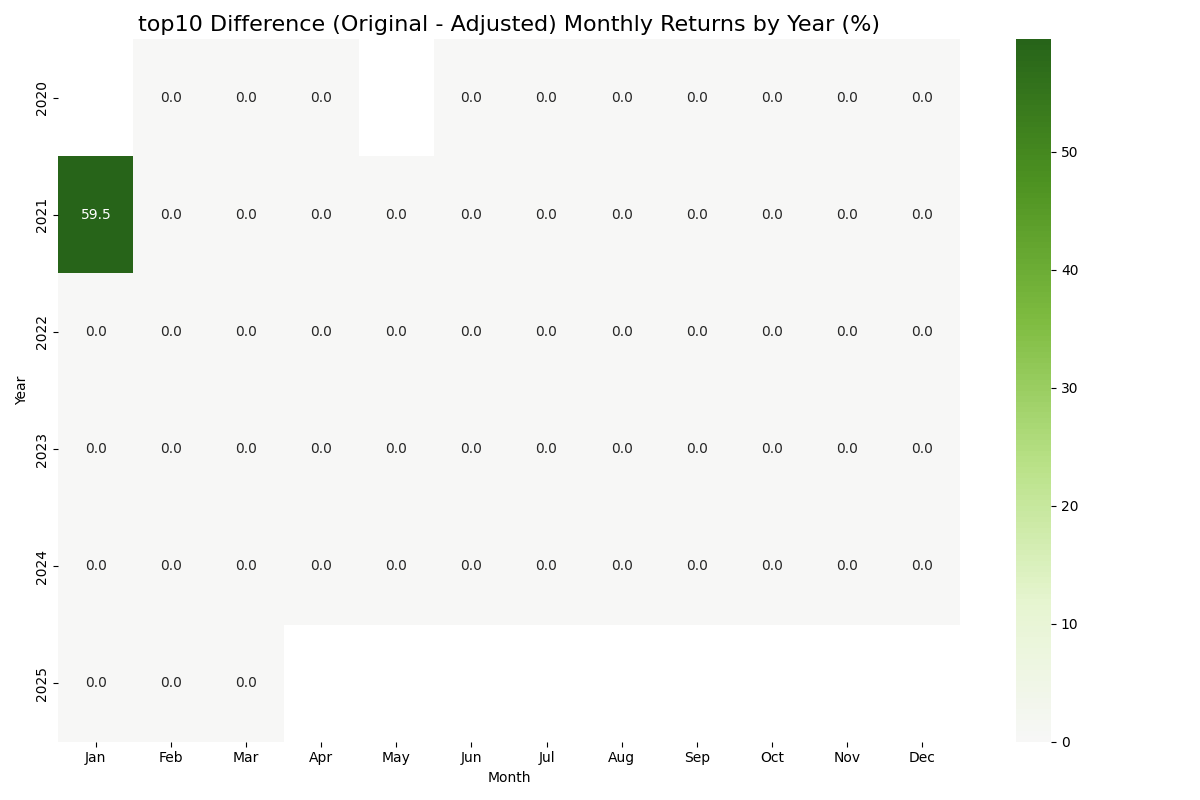 top10 Difference (Original - Adjusted) Monthly Returns by Year (%)
2020 0.0 0.0 0.0 0.0 0.0 0.0 0.0 0.0 0.0 0.0
2021 59.5 0.0 0.0 0.0 0.0 0.0 0.0 0.0 0.0 0.0 0.0 0.0
2022 0.0 0.0 0.0 0.0 0.0 0.0 0.0 0.0 0.0 0.0 0.0 0.0
2023 0.0 0.0 0.0 0.0 0.0 0.0 0.0 0.0 0.0 0.0 0.0 0.0
2024 0.0 0.0 0.0 0.0 0.0 0.0 0.0 0.0 0.0 0.0 0.0 0.0
2025 0.0 0.0 0.0
Year
Jan Feb Mar Apr May Jun Jul Aug Sep Oct Nov Dec
Month
50
40
30
20
10
0